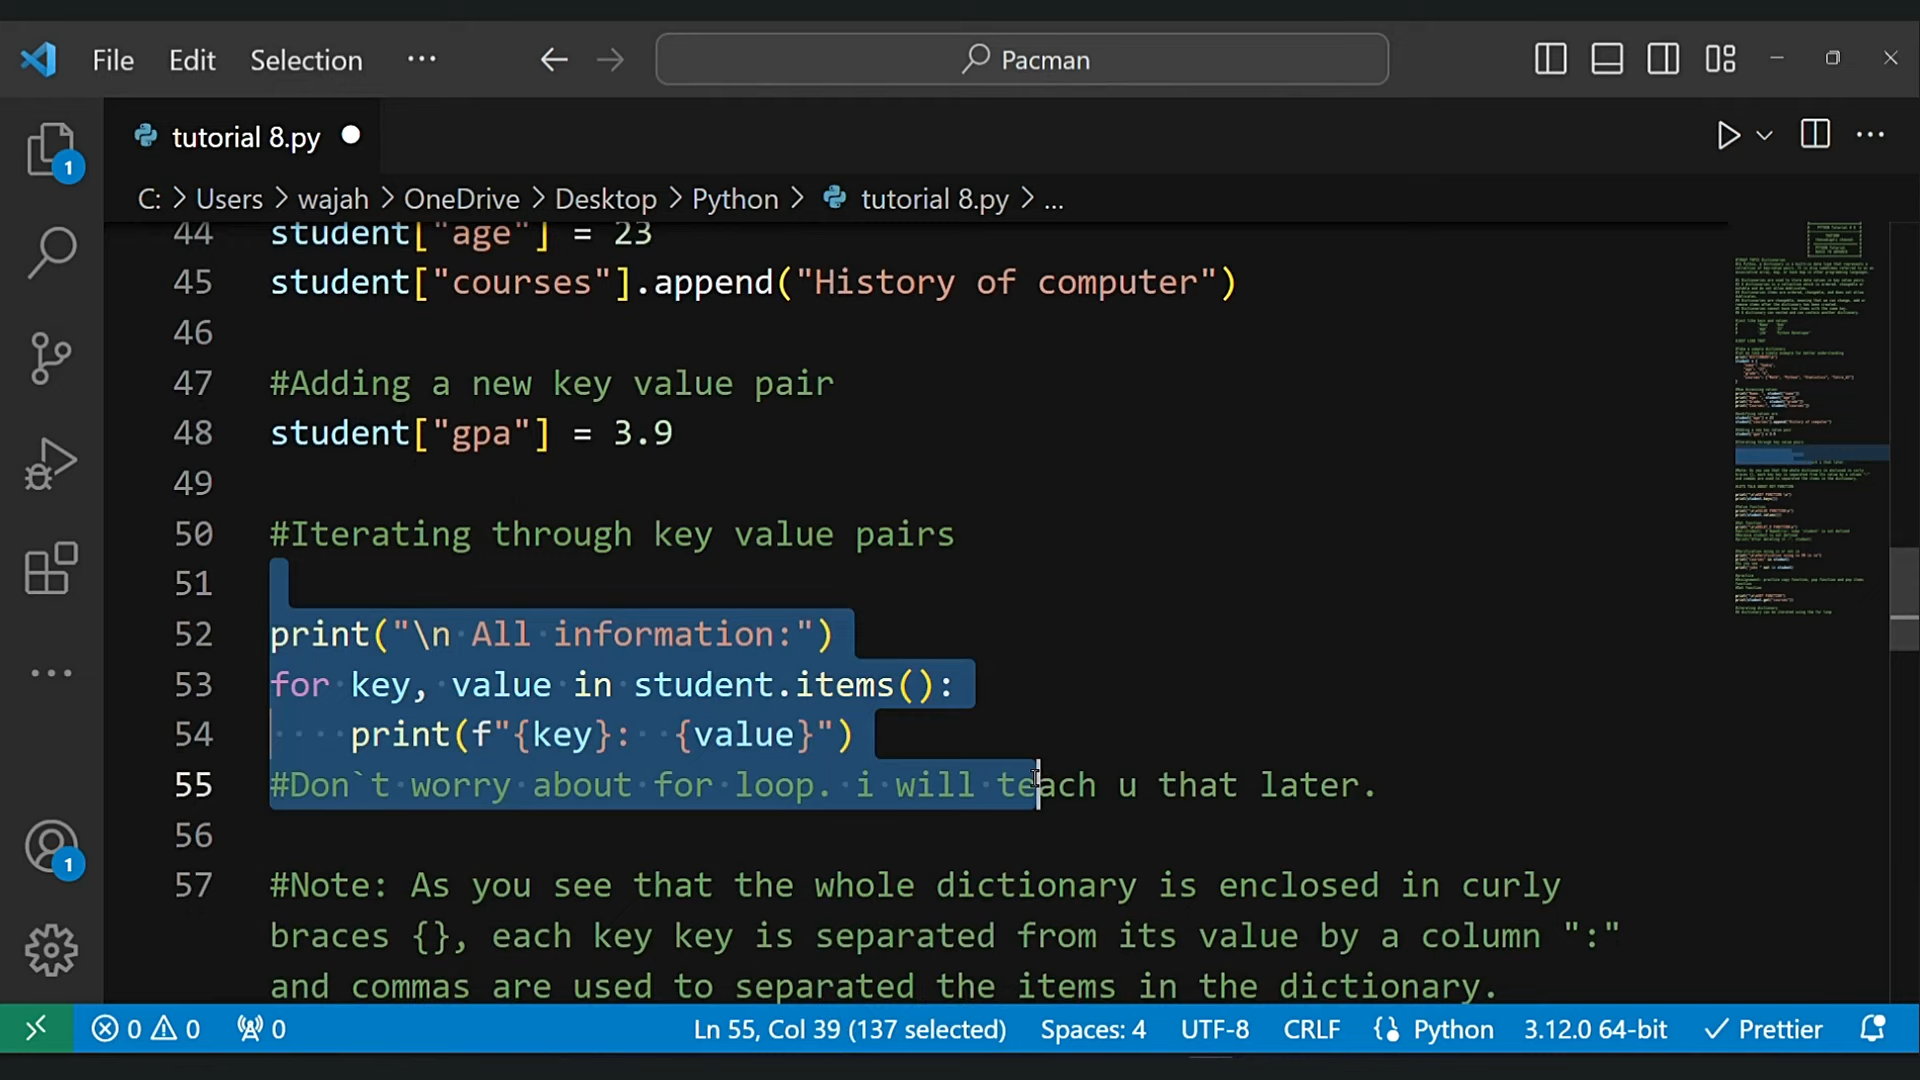 File Edit Selection ··· Pacman
tutorial 8.py
C: > Users > wajah > OneDrive > Desktop > Python > tutorial 8.py > ...
44 student["age"] = 23
45 student["courses"].append("History of computer")
46
47 #Adding a new key value pair
48 student["gpa"] = 3.9
49
50 #Iterating through key value pairs
51
52 print("\n All information:")
53 for key, value in student.items():
54     print(f"{key}:  {value}")
55 #Don`t worry about for loop. i will teach u that later.
56
57 #Note: As you see that the whole dictionary is enclosed in curly
braces {}, each key key is separated from its value by a column ":"
and commas are used to separated the items in the dictionary.
1
1
0 0 0 Ln 55, Col 39 (137 selected) Spaces: 4 UTF-8 CRLF Python 3.12.0 64-bit Prettier